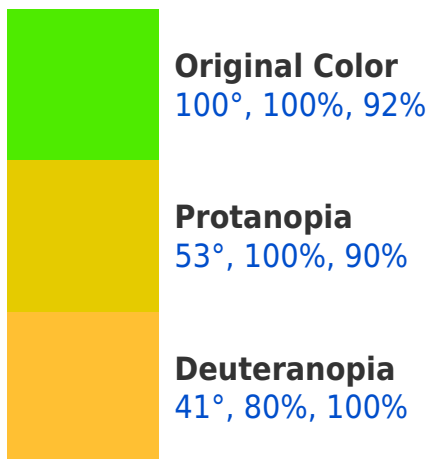 Original Color
100°, 100%, 92%
Protanopia
53°, 100%, 90%
Deuteranopia
41°, 80%, 100%